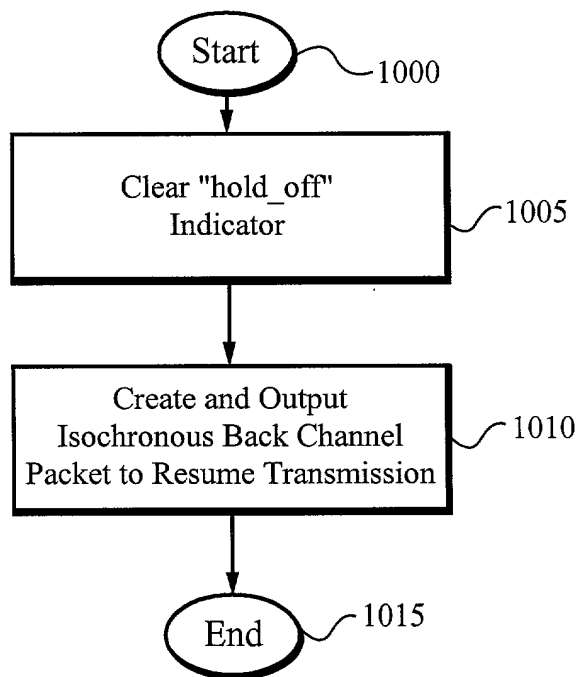 Start
1000
Clear "hold_off"
Indicator
1005
Create and Output
Isochronous Back Channel
Packet to Resume Transmission
1010
End
1015